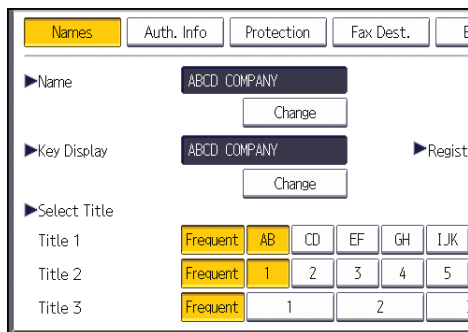 Names Auth. Info Protection Fax Dest.
▶Name ABCD COMPANY
Change
▶Key Display ABCD COMPANY ▶Regist
Change
▶Select Title
Title 1 Frequent AB CD EF GH IJK
Title 2 Frequent 1 2 3 4 5
Title 3 Frequent 1 2